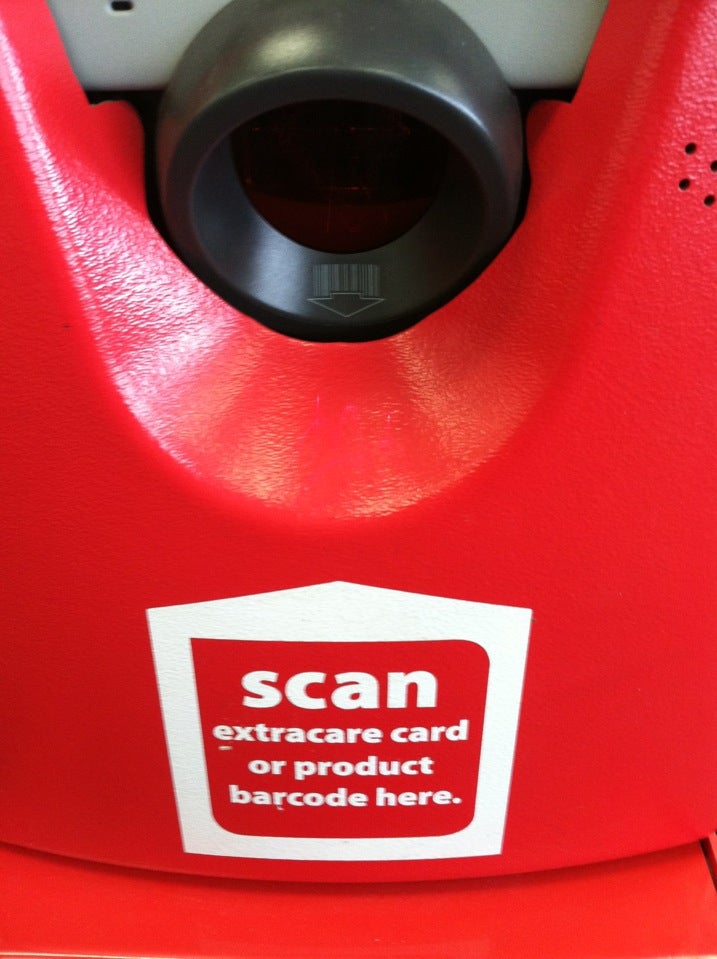 scan
extracare card
or product
barcode here.